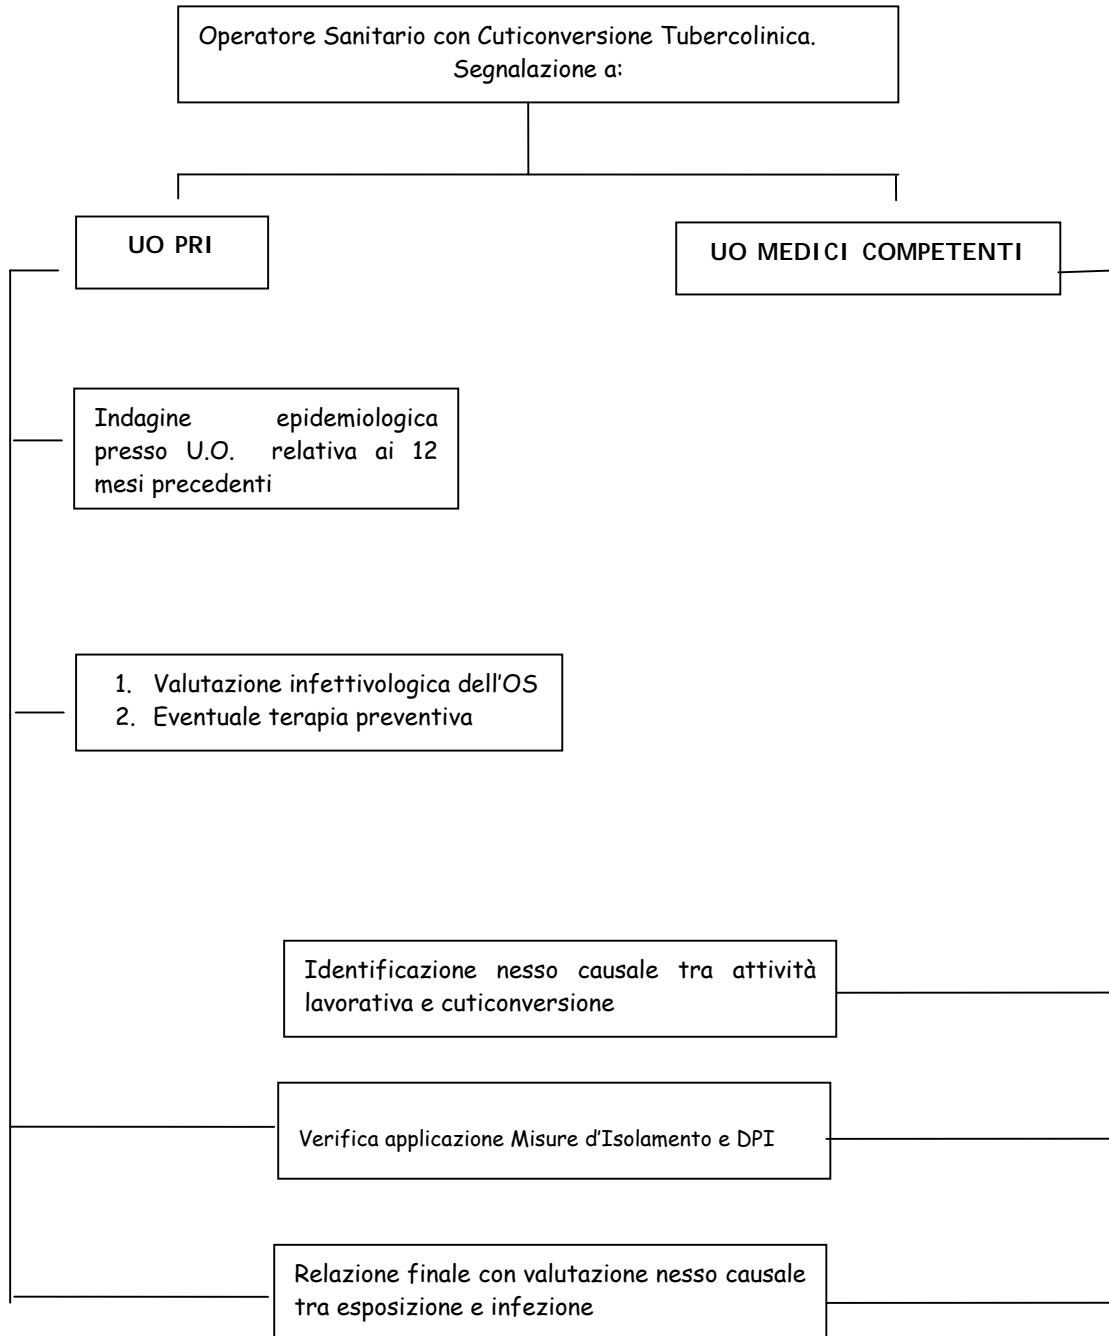 Operatore Sanitario con Cuticonversione Tubercolinica.
Segnalazione a:
UO PRI
UO MEDICI COMPETENTI
Indagine epidemiologica
presso U.O. relativa ai 12
mesi precedenti
1. Valutazione infettivologica dell'OS
2. Eventuale terapia preventiva
Identificazione nesso causale tra attività
lavorativa e cuticonversione
Verifica applicazione Misure d'Isolamento e DPI
Relazione finale con valutazione nesso causale
tra esposizione e infezione